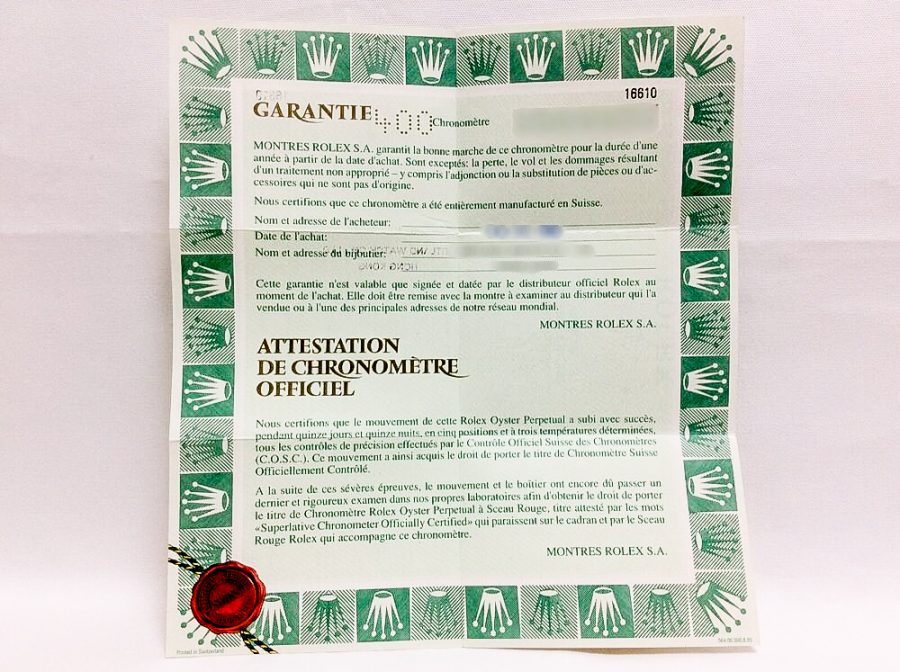 16610
GARANTIE 400 Chronomètre
MONTRES ROLEX S.A. garantit la bonne marche de ce chronomètre pour la durée d'une
année à partir de la date d'achat. Sont exceptés: la perte, le vol et les dommages résultant
d'un traitement non approprié – y compris l'adjonction ou la substitution de pièces ou d'ac-
cessoires qui ne sont pas d'origine.
Nous certifions que ce chronomètre a été entièrement manufacturé en Suisse.
Nom et adresse de l'acheteur:
Date de l'achat:
Nom et adresse du bijoutier:
HONG KONG
Cette garantie n'est valable que signée et datée par le distributeur officiel Rolex au
moment de l'achat. Elle doit être remise avec la montre à examiner au distributeur qui l'a
vendue ou à l'une des principales adresses de notre réseau mondial.
MONTRES ROLEX S.A.
ATTESTATION
DE CHRONOMÈTRE
OFFICIEL
Nous certifions que le mouvement de cette Rolex Oyster Perpetual a subi avec succès,
pendant quinze jours et quinze nuits, en cinq positions et à trois températures déterminées,
tous les contrôles de précision effectués par le Contrôle Officiel Suisse des Chronomètres
(C.O.S.C.). Ce mouvement a ainsi acquis le droit de porter le titre de Chronomètre Suisse
Officiellement Contrôlé.
A la suite de ces sévères épreuves, le mouvement et le boîtier ont encore dû passer un
dernier et rigoureux examen dans nos propres laboratoires afin d'obtenir le droit de porter
le titre de Chronomètre Rolex Oyster Perpetual à Sceau Rouge, titre attesté par les mots
«Superlative Chronometer Officially Certified» qui paraissent sur le cadran et par le Sceau
Rouge Rolex qui accompagne ce chronomètre.
MONTRES ROLEX S.A.
Printed in Switzerland